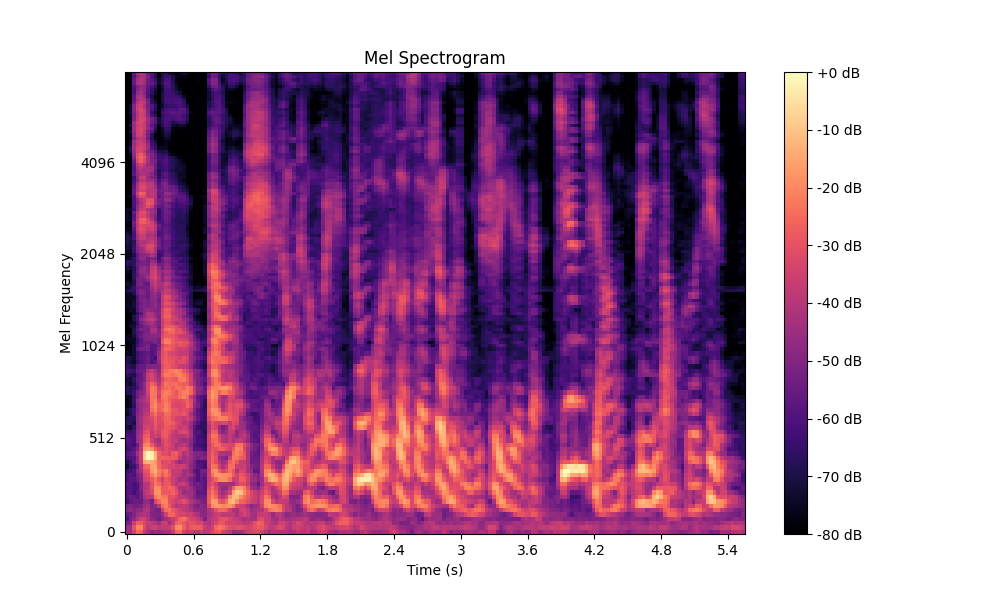 Mel Spectrogram
+0 dB
-10 dB
-20 dB
-30 dB
-40 dB
-50 dB
-60 dB
-70 dB
-80 dB
Mel Frequency
4096
2048
1024
512
0
0 0.6 1.2 1.8 2.4 3 3.6 4.2 4.8 5.4
Time (s)